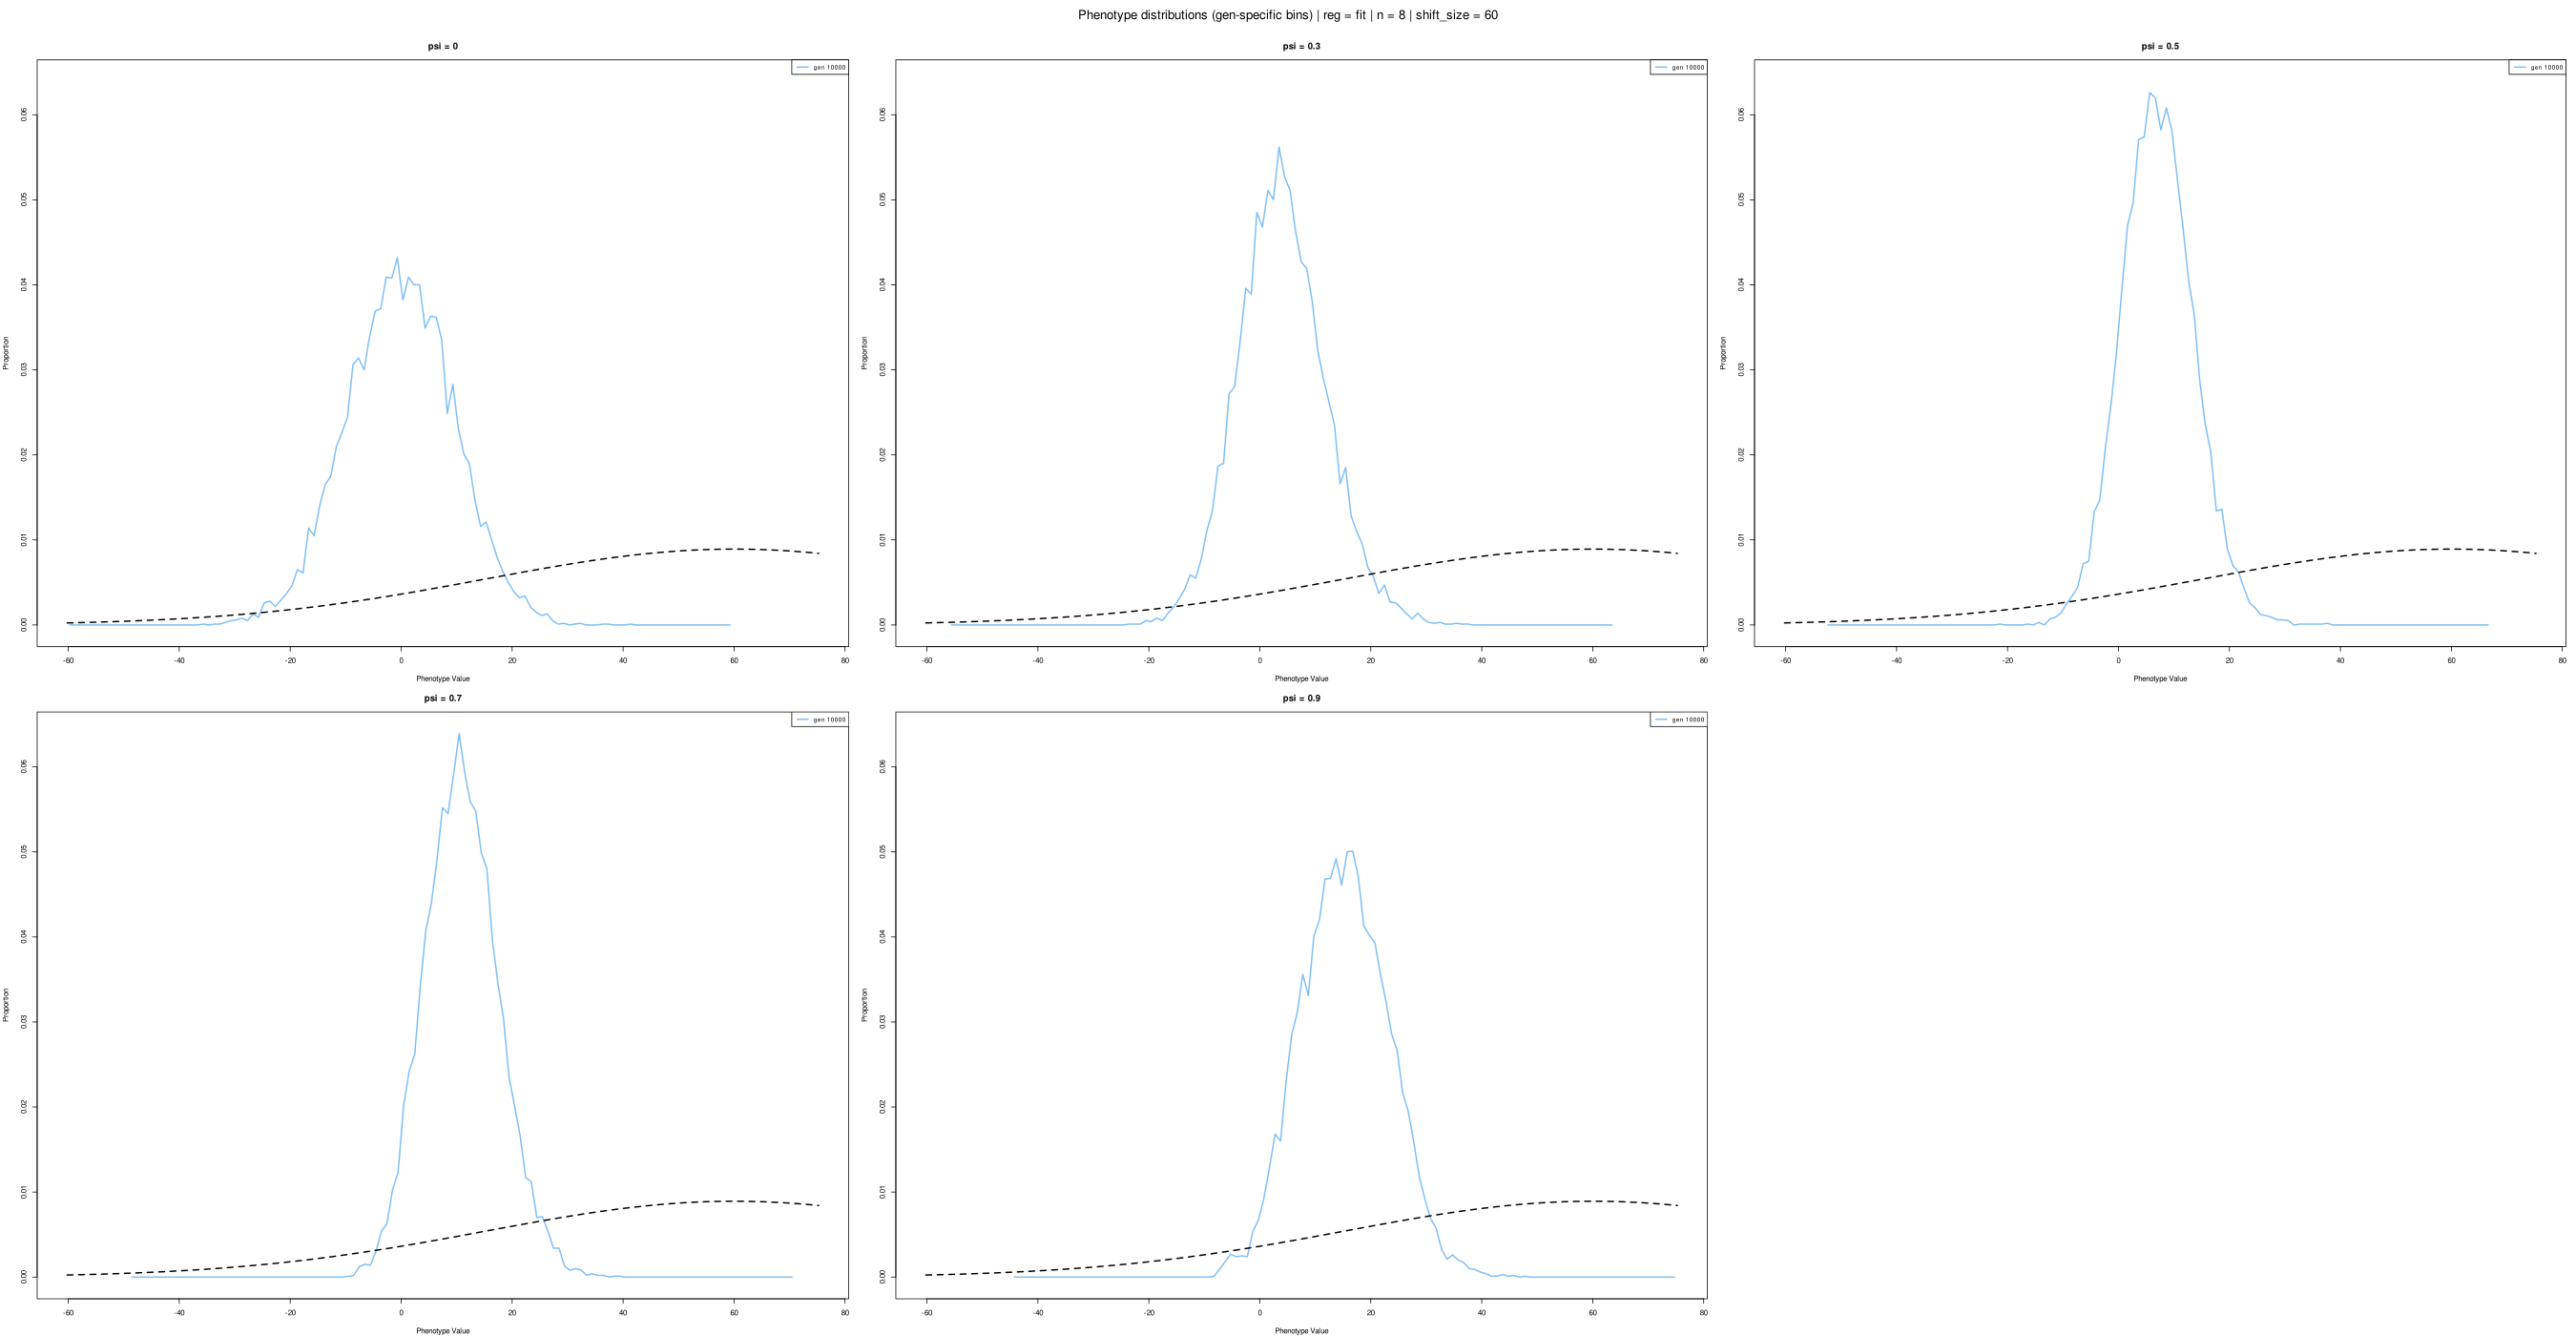 Phenotype distributions (gen-specific bins) | reg = fit | n = 8 | shift_size = 60
psi = 0
gen 10000
Proportion
0.06
0.05
0.04
0.03
0.02
0.01
0.00
-60 -40 -20 0 20 40 60 80
Phenotype Value
psi = 0.3
gen 10000
Proportion
0.06
0.05
0.04
0.03
0.02
0.01
0.00
-60 -40 -20 0 20 40 60 80
Phenotype Value
psi = 0.5
gen 10000
Proportion
0.06
0.05
0.04
0.03
0.02
0.01
0.00
-60 -40 -20 0 20 40 60 80
Phenotype Value
psi = 0.7
gen 10000
Proportion
0.06
0.05
0.04
0.03
0.02
0.01
0.00
-60 -40 -20 0 20 40 60 80
Phenotype Value
psi = 0.9
gen 10000
Proportion
0.06
0.05
0.04
0.03
0.02
0.01
0.00
-60 -40 -20 0 20 40 60 80
Phenotype Value